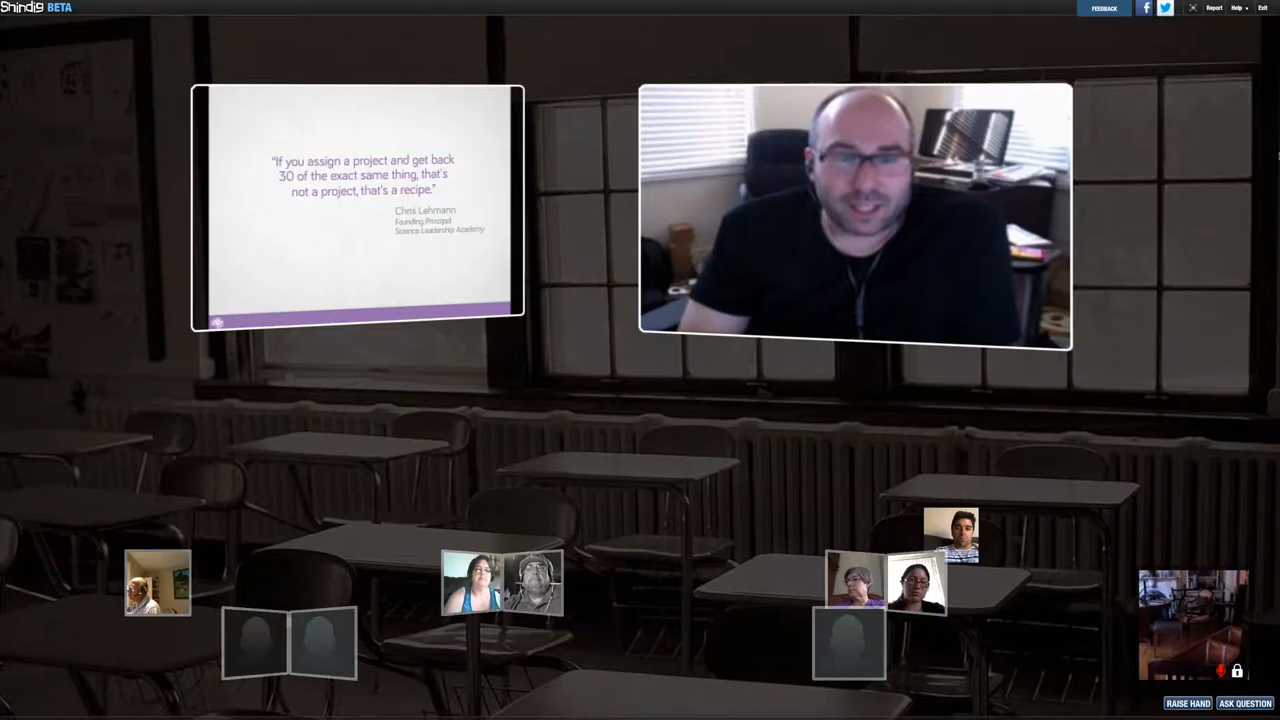 Shindig BETA
FEEDBACK
Report
Help
Exit
"If you assign a project and get back
30 of the exact same thing, that's
not a project, that's a recipe."
Chris Lehmann
Founding Principal
Science Leadership Academy
RAISE HAND
ASK QUESTION